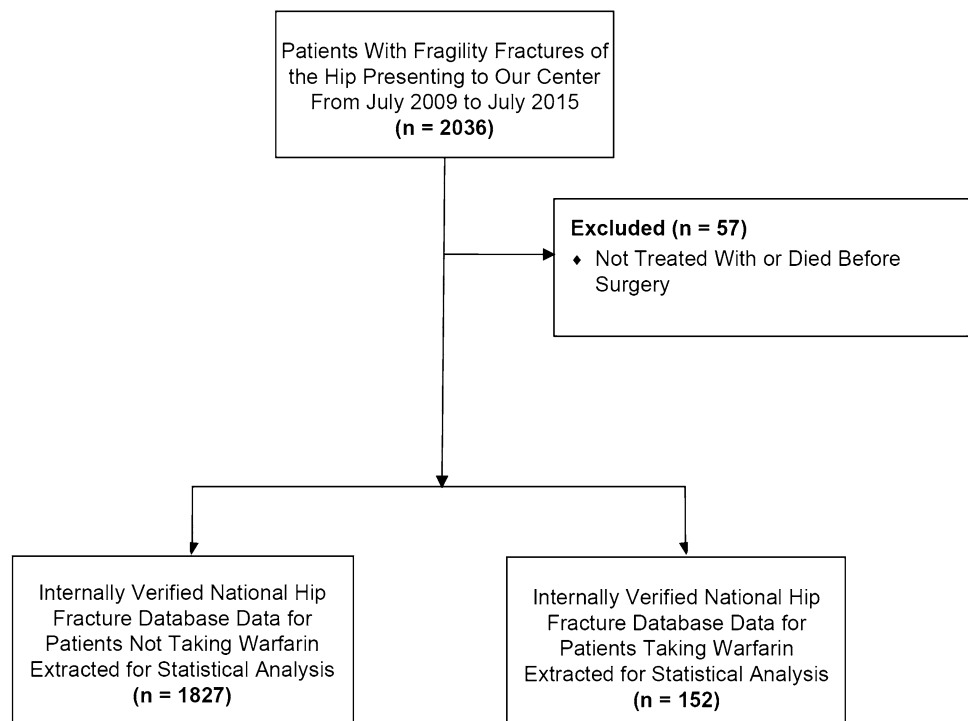 Patients With Fragility Fractures of
the Hip Presenting to Our Center
From July 2009 to July 2015
(n = 2036)
Excluded (n = 57)
♦ Not Treated With or Died Before
Surgery
Internally Verified National Hip
Fracture Database Data for
Patients Not Taking Warfarin
Extracted for Statistical Analysis
(n = 1827)
Internally Verified National Hip
Fracture Database Data for
Patients Taking Warfarin
Extracted for Statistical Analysis
(n = 152)